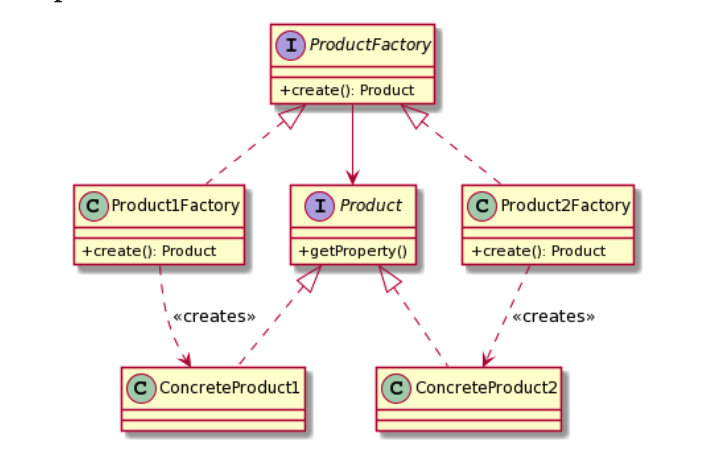 I ProductFactory
+create(): Product
C Product1Factory
+create(): Product
I Product
+getProperty()
C Product2Factory
+create(): Product
«creates»
«creates»
C ConcreteProduct1
C ConcreteProduct2